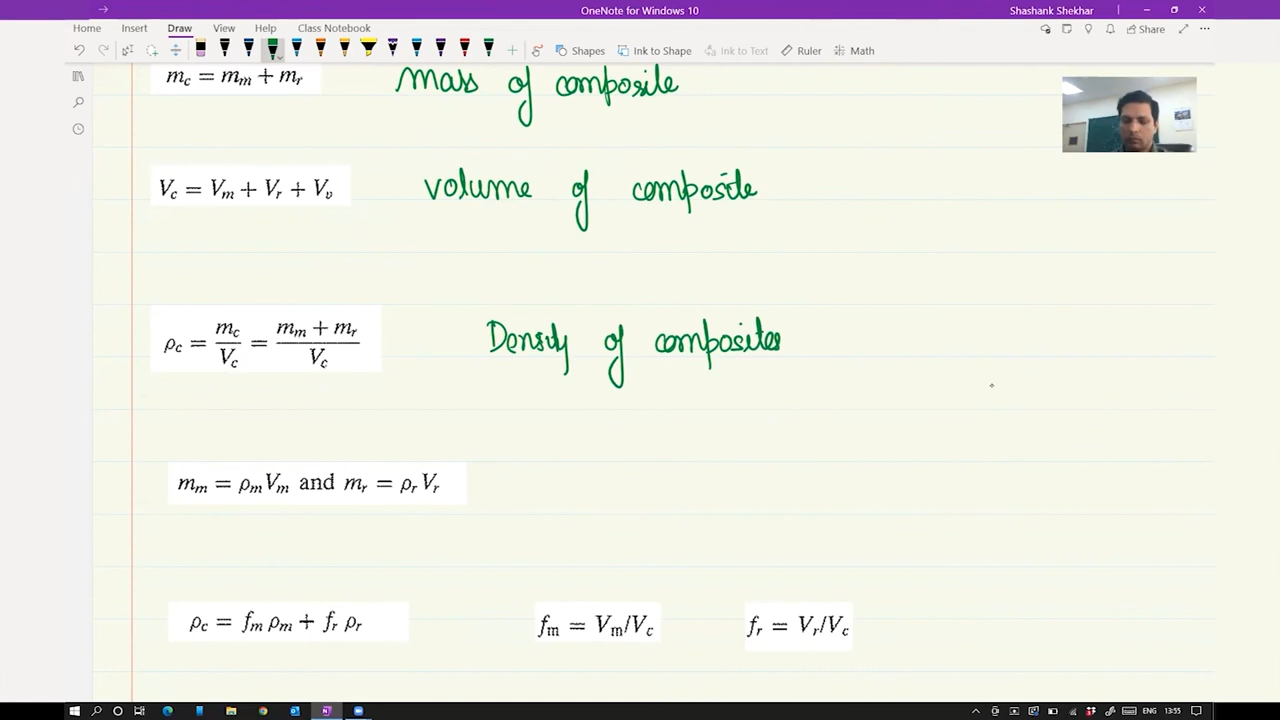 OneNote for Windows 10
Shashank Shekhar
Home Insert Draw View Help Class Notebook
Share
Shapes Ink to Shape Ink to Text Ruler Math
m_c = m_m + m_r mass of composite
V_c = V_m + V_r + V_v volume of composite
ρ_c = m_c/V_c = (m_m + m_r)/V_c Density of composites
m_m = ρ_m V_m and m_r = ρ_r V_r
ρ_c = f_m ρ_m + f_r ρ_r f_m = V_m/V_c f_r = V_r/V_c
ENG 13:55